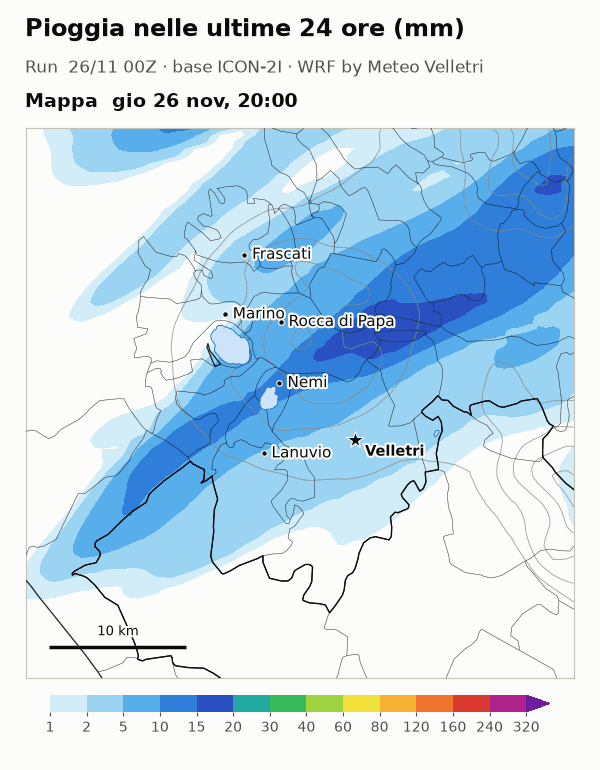 Pioggia nelle ultime 24 ore (mm)
Run 26/11 00Z · base ICON-2I · WRF by Meteo Velletri
Mappa gio 26 nov, 20:00
Frascati
Marino
Rocca di Papa
Nemi
Velletri
Lanuvio
10 km
1 2 5 10 15 20 30 40 60 80 120 160 240 320